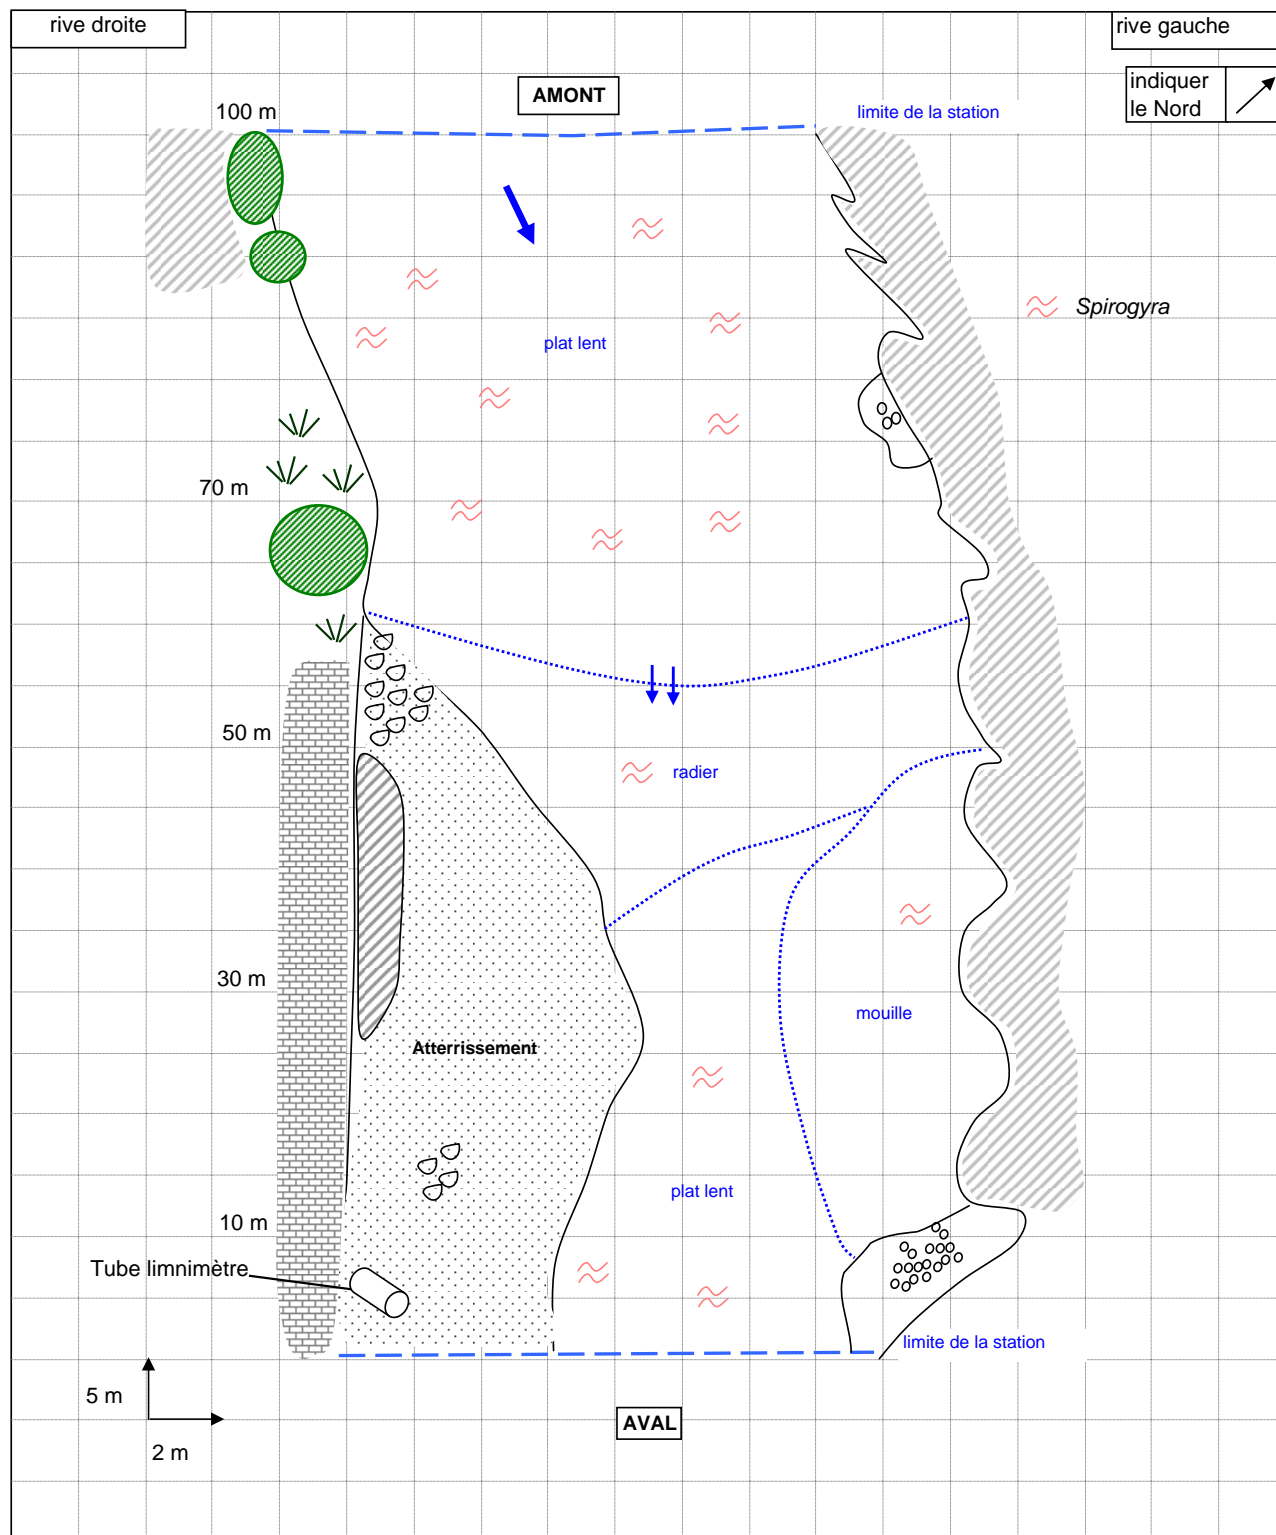 rive droite
rive gauche
indiquer
le Nord
AMONT
100 m
limite de la station
Spirogyra
plat lent
70 m
50 m
radier
30 m
mouille
Atterrissement
plat lent
10 m
Tube limnimètre
limite de la station
5 m
2 m
AVAL